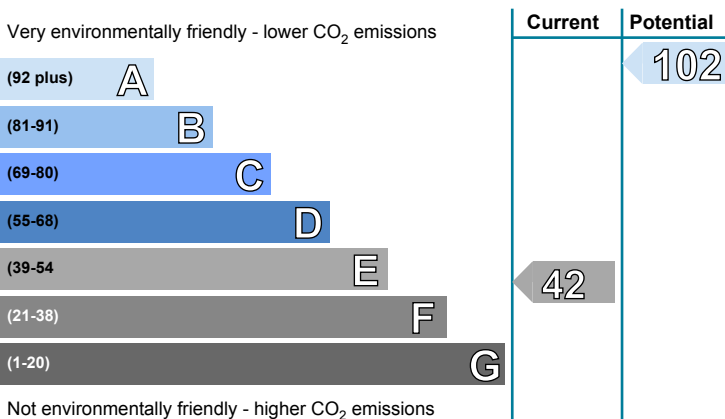 Current Potential
Very environmentally friendly - lower CO₂ emissions
102
(92 plus) A
(81-91) B
(69-80) C
(55-68) D
(39-54 E
42
(21-38) F
(1-20) G
Not environmentally friendly - higher CO₂ emissions